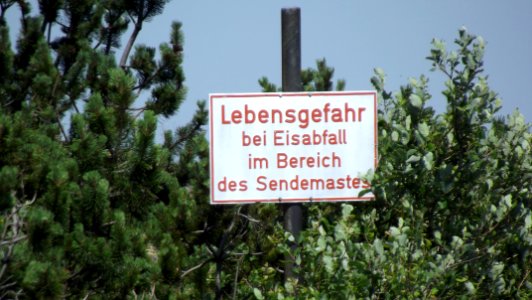 Lebensgefahr
bei Eisabfall
im Bereich
des Sendemastes